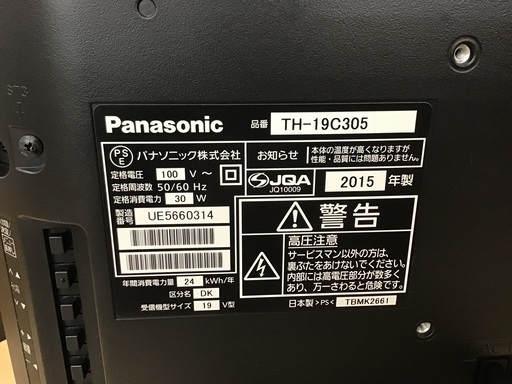 Panasonic
品番 TH-19C305
PS
E
パナソニック株式会社
お知らせ
本体の温度が高くなりますが
性能・品質には問題ありません。
定格電圧 100 V ～
定格周波数 50/60 Hz
定格消費電力 30 W
JQA
JQ10009
2015 年製
製造
番号 UE5660314
警告
高圧注意
サービスマン以外の方は、
裏ぶたをあけないでください。
内部には高電圧部分が数多く
あり、万一さわると危険です。
年間消費電力量 24 kWh/年
区分名 DK
受信機型サイズ 19 V型
日本製 >PS< TBMK2661